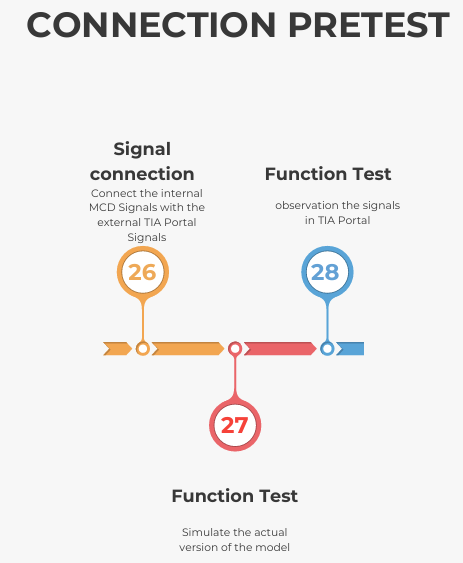 CONNECTION PRETEST
Signal
connection
Connect the internal
MCD Signals with the
external TIA Portal
Signals
26
Function Test
observation the signals
in TIA Portal
28
27
Function Test
Simulate the actual
version of the model